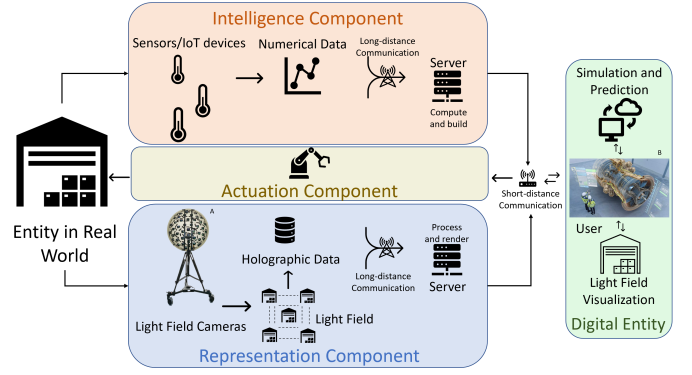 Intelligence Component
Sensors/IoT devices
Numerical Data
Long-distance
Communication
Server
Compute
and build
Actuation Component
Entity in Real
World
A
Holographic Data
Light Field Cameras
Light Field
Long-distance
Communication
Process
and render
Server
Representation Component
Short-distance
Communication
Simulation and
Prediction
B
User
Light Field
Visualization
Digital Entity